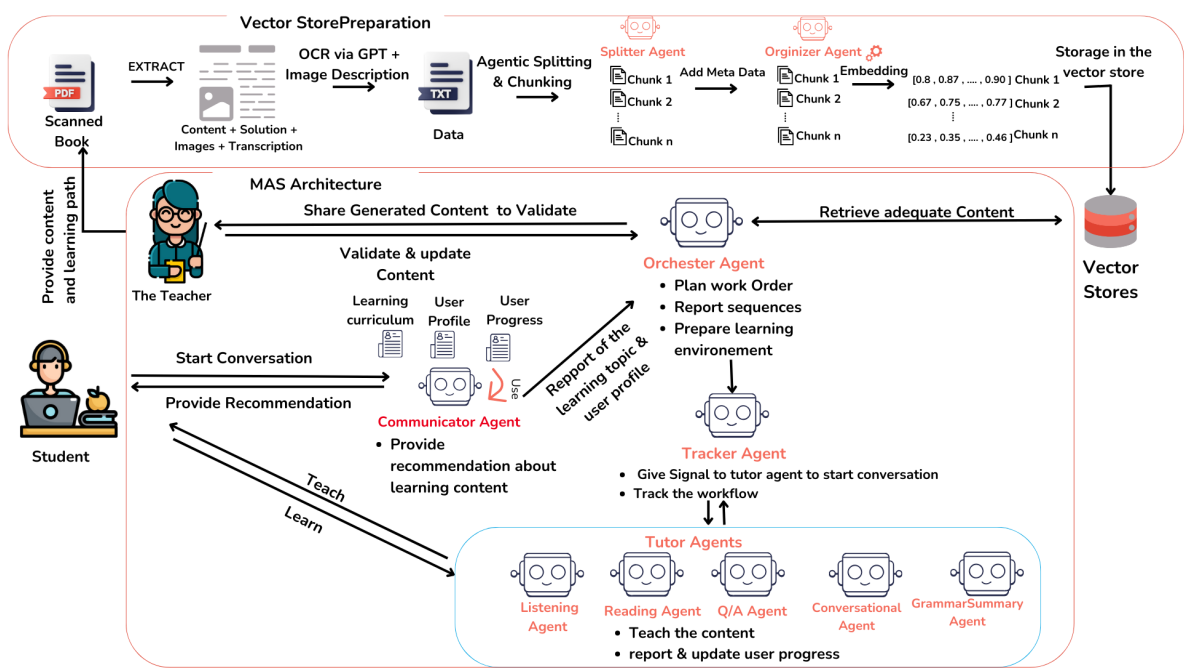 Vector StorePreparation
PDF
Scanned
Book
EXTRACT
Content + Solution +
Images + Transcription
OCR via GPT +
Image Description
TXT
Data
Agentic Splitting
& Chunking
Splitter Agent
Chunk 1
Chunk 2
Chunk n
Add Meta Data
Orginizer Agent
Chunk 1
Chunk 2
Chunk n
Embedding
[0.8 , 0.87 , .... , 0.90 ] Chunk 1
[0.67 , 0.75 , .... , 0.77 ] Chunk 2
[0.23 , 0.35 , .... , 0.46 ] Chunk n
Storage in the
vector store
Provide content
and learning path
MAS Architecture
The Teacher
Share Generated Content to Validate
Validate & update
Content
Retrieve adequate Content
Vector
Stores
Orchester Agent
• Plan work Order
• Report sequences
• Prepare learning
environement
Learning
curriculum
User
Profile
User
Progress
Use
Start Conversation
Provide Recommendation
Student
Communicator Agent
• Provide
recommendation about
learning content
Repport of the
learning topic &
user profile
Tracker Agent
• Give Signal to tutor agent to start conversation
• Track the workflow
Teach
Learn
Tutor Agents
Listening
Agent
Reading Agent
Q/A Agent
Conversational
Agent
GrammarSummary
Agent
• Teach the content
• report & update user progress